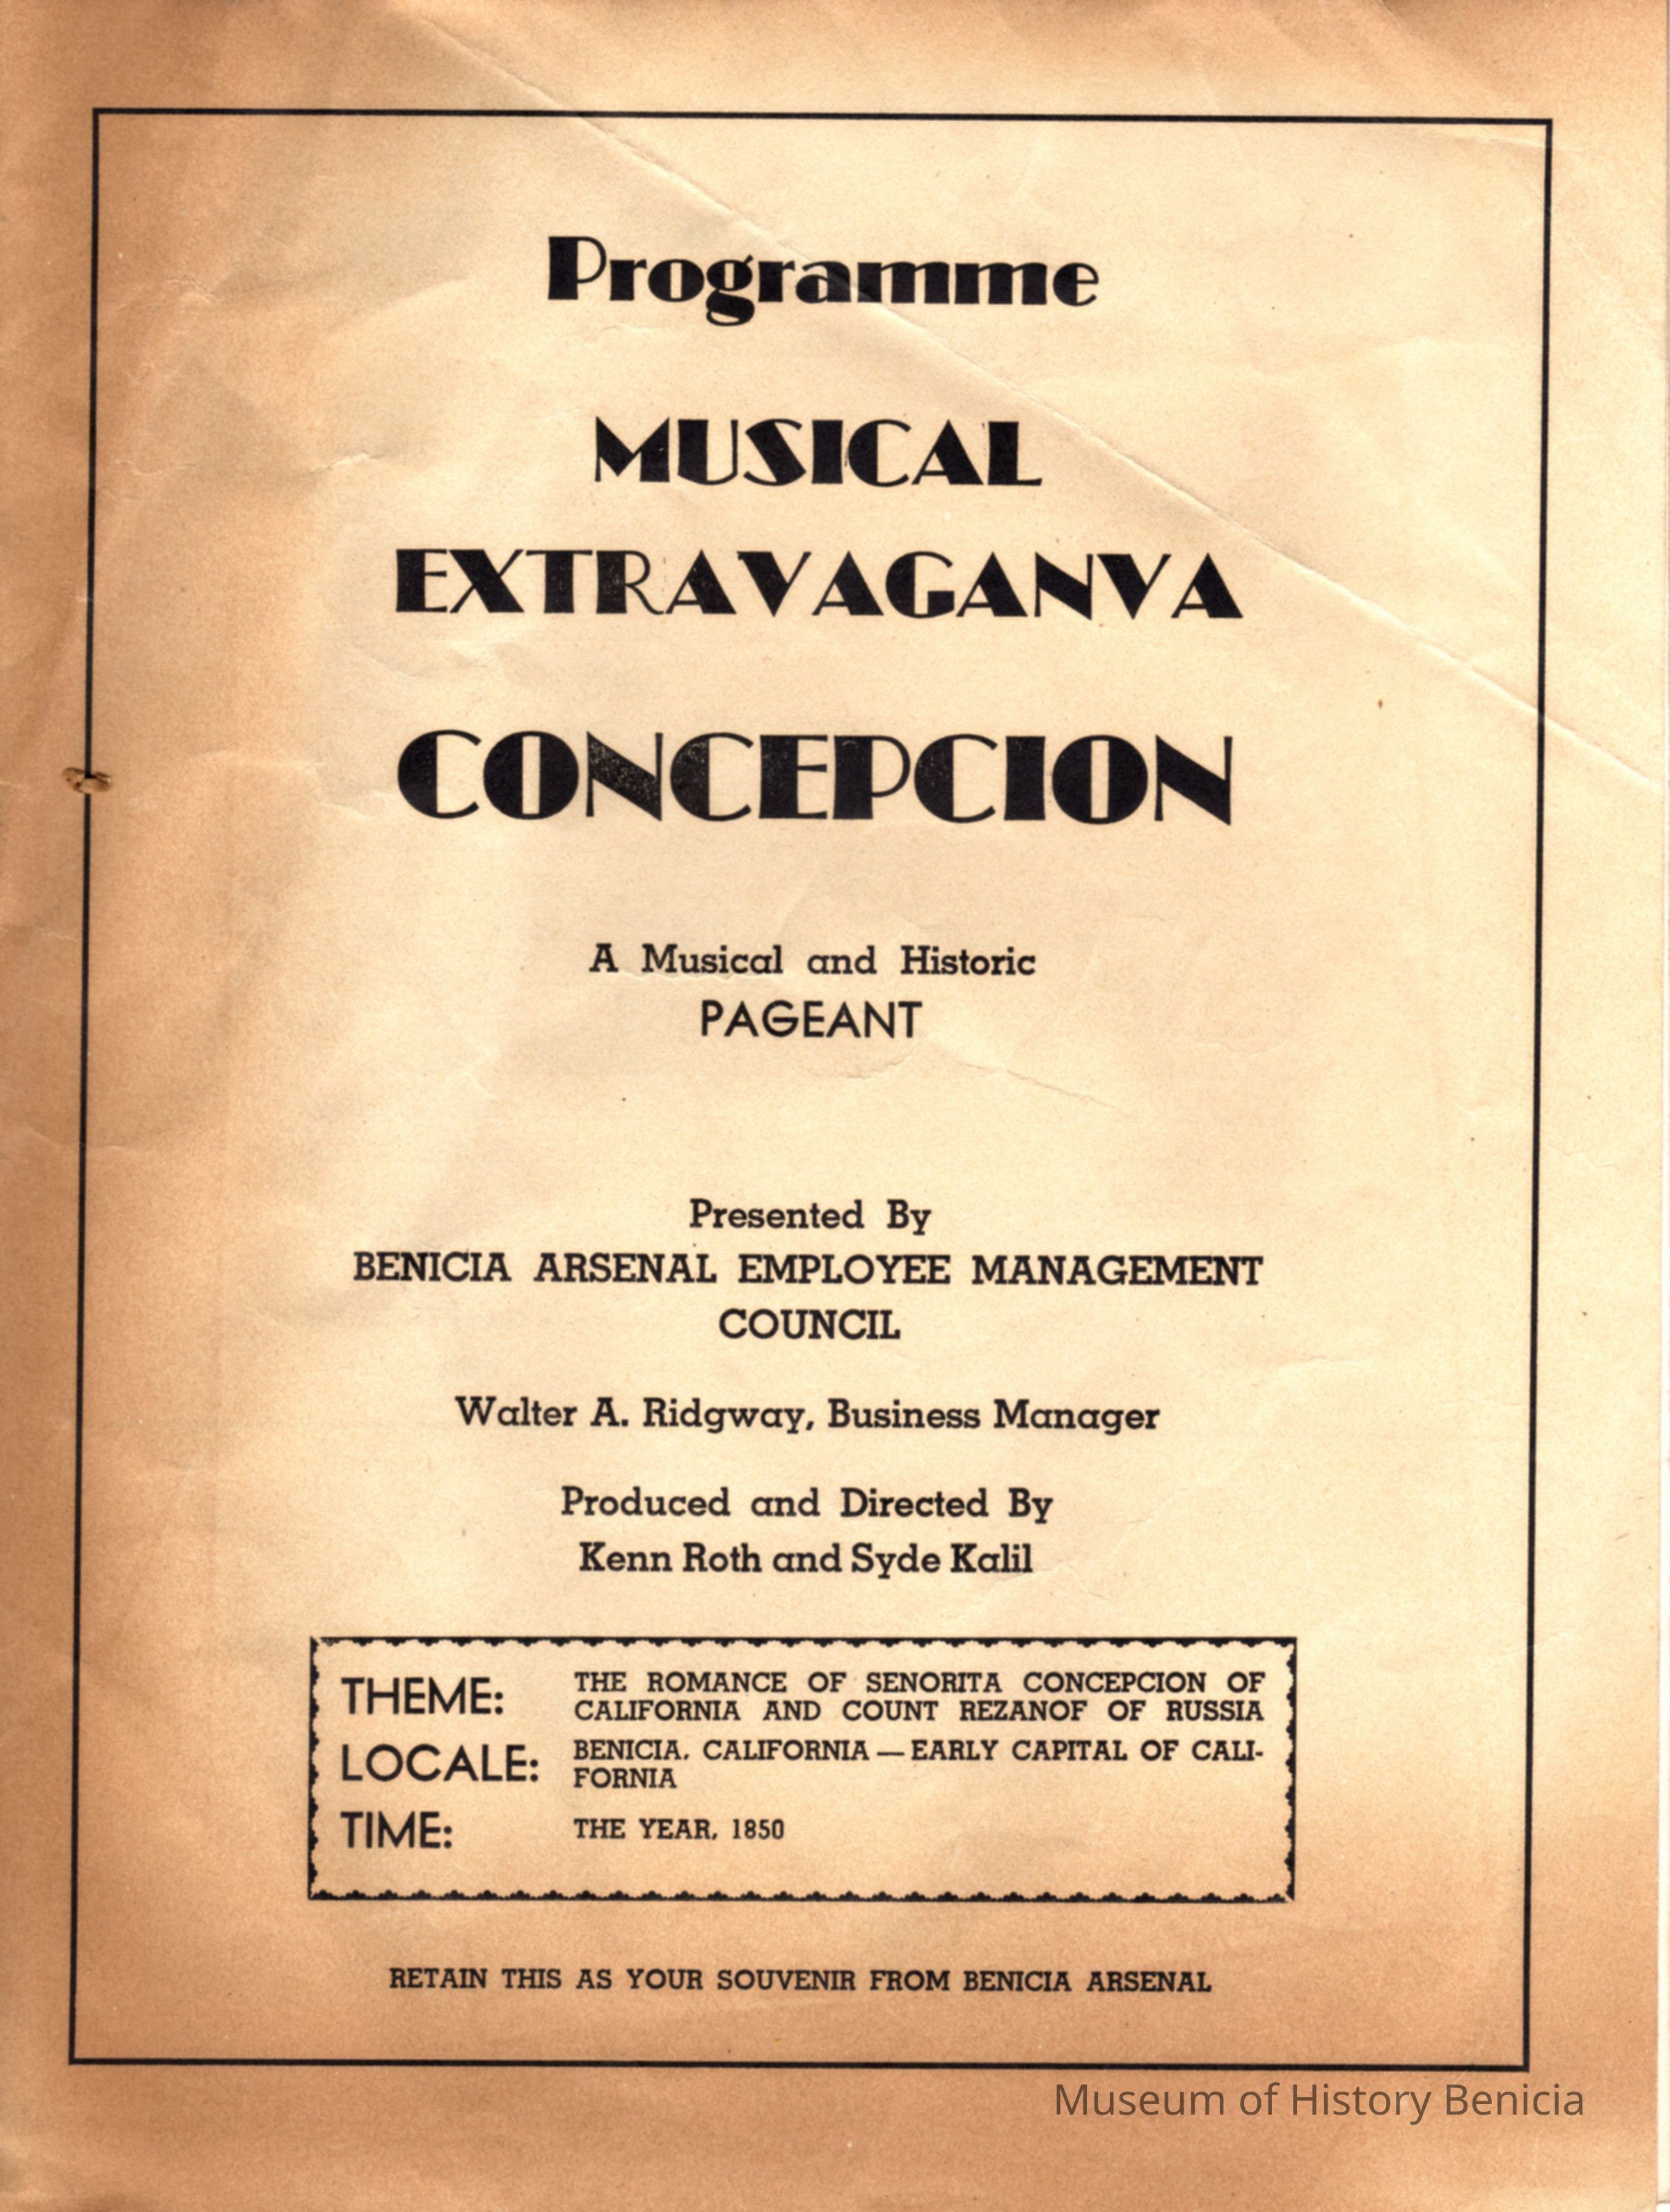 Programme
MUSICAL
EXTRAVAGANVA
CONCEPCION
A Musical and Historic
PAGEANT
Presented By
BENICIA ARSENAL EMPLOYEE MANAGEMENT
COUNCIL
Walter A. Ridgway, Business Manager
Produced and Directed By
Kenn Roth and Syde Kalil
THEME: THE ROMANCE OF SENORITA CONCEPCION OF
CALIFORNIA AND COUNT REZANOF OF RUSSIA
LOCALE: BENICIA, CALIFORNIA — EARLY CAPITAL OF CALI-
FORNIA
TIME: THE YEAR, 1850
RETAIN THIS AS YOUR SOUVENIR FROM BENICIA ARSENAL
Museum of History Benicia